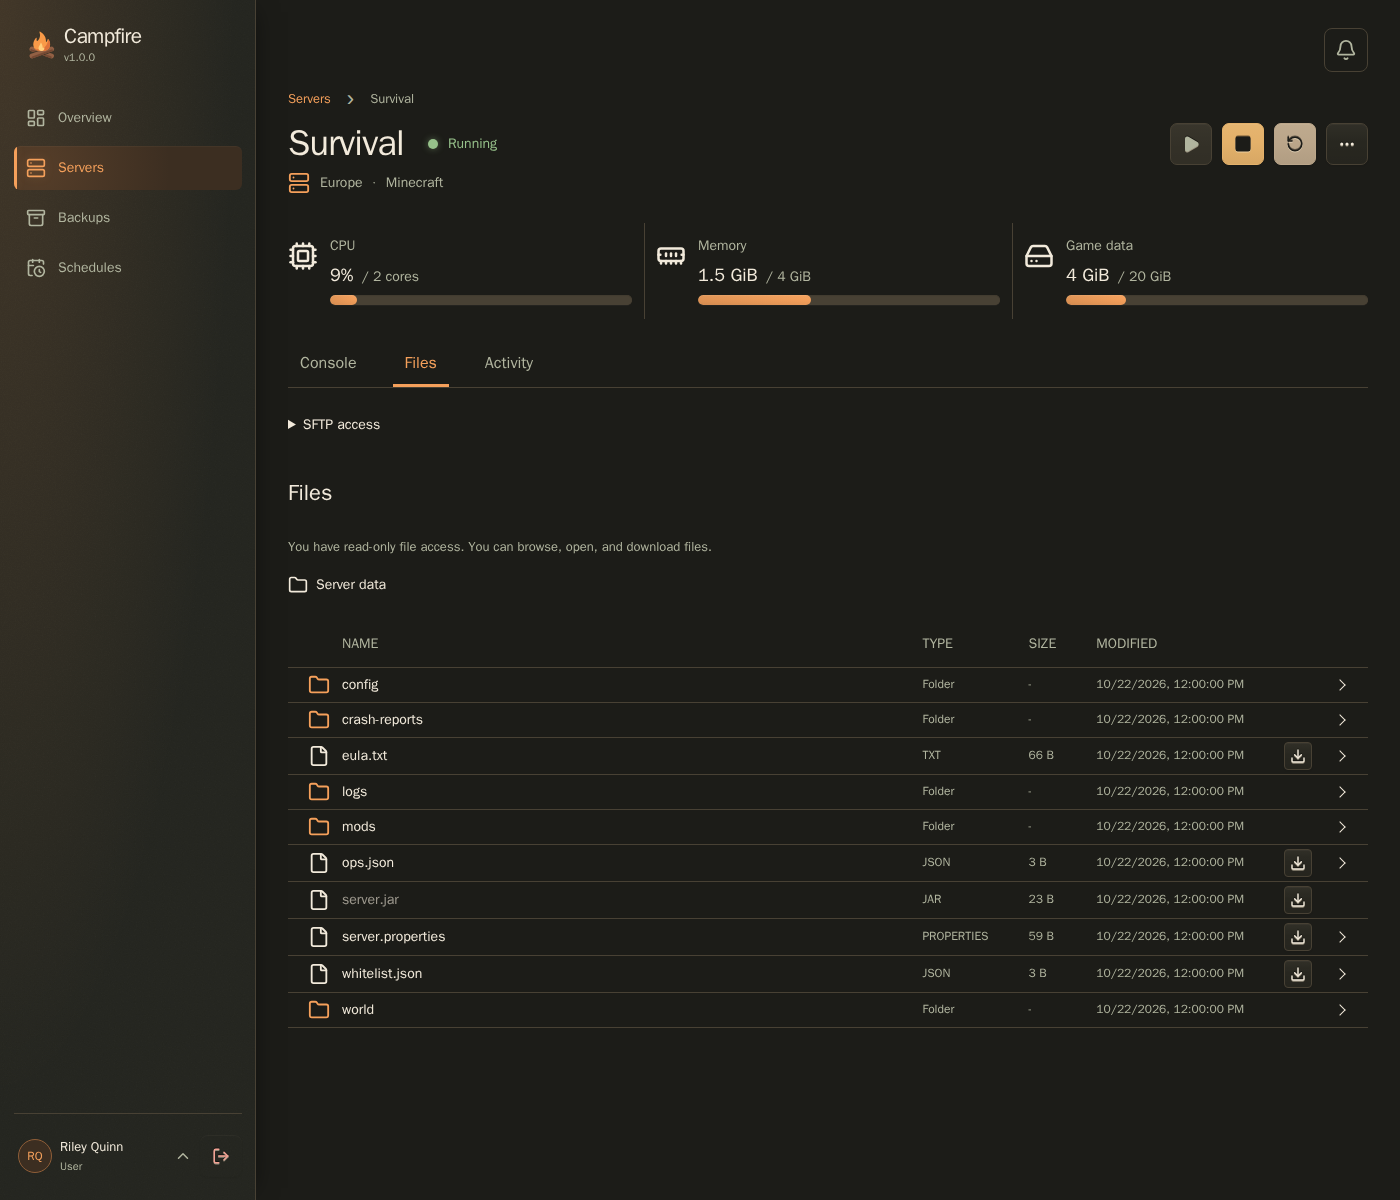 Campfire
v1.0.0
Overview
Servers
Backups
Schedules
Riley Quinn
RQ
User
Servers > Survival
Survival
Running
Europe · Minecraft
CPU
9% / 2 cores
Memory
1.5 GiB / 4 GiB
Game data
4 GiB / 20 GiB
Console Files Activity
SFTP access
Files
You have read-only file access. You can browse, open, and download files.
Server data
NAME TYPE SIZE MODIFIED
config Folder - 10/22/2026, 12:00:00 PM
crash-reports Folder - 10/22/2026, 12:00:00 PM
eula.txt TXT 66 B 10/22/2026, 12:00:00 PM
logs Folder - 10/22/2026, 12:00:00 PM
mods Folder - 10/22/2026, 12:00:00 PM
ops.json JSON 3 B 10/22/2026, 12:00:00 PM
server.jar JAR 23 B 10/22/2026, 12:00:00 PM
server.properties PROPERTIES 59 B 10/22/2026, 12:00:00 PM
whitelist.json JSON 3 B 10/22/2026, 12:00:00 PM
world Folder - 10/22/2026, 12:00:00 PM